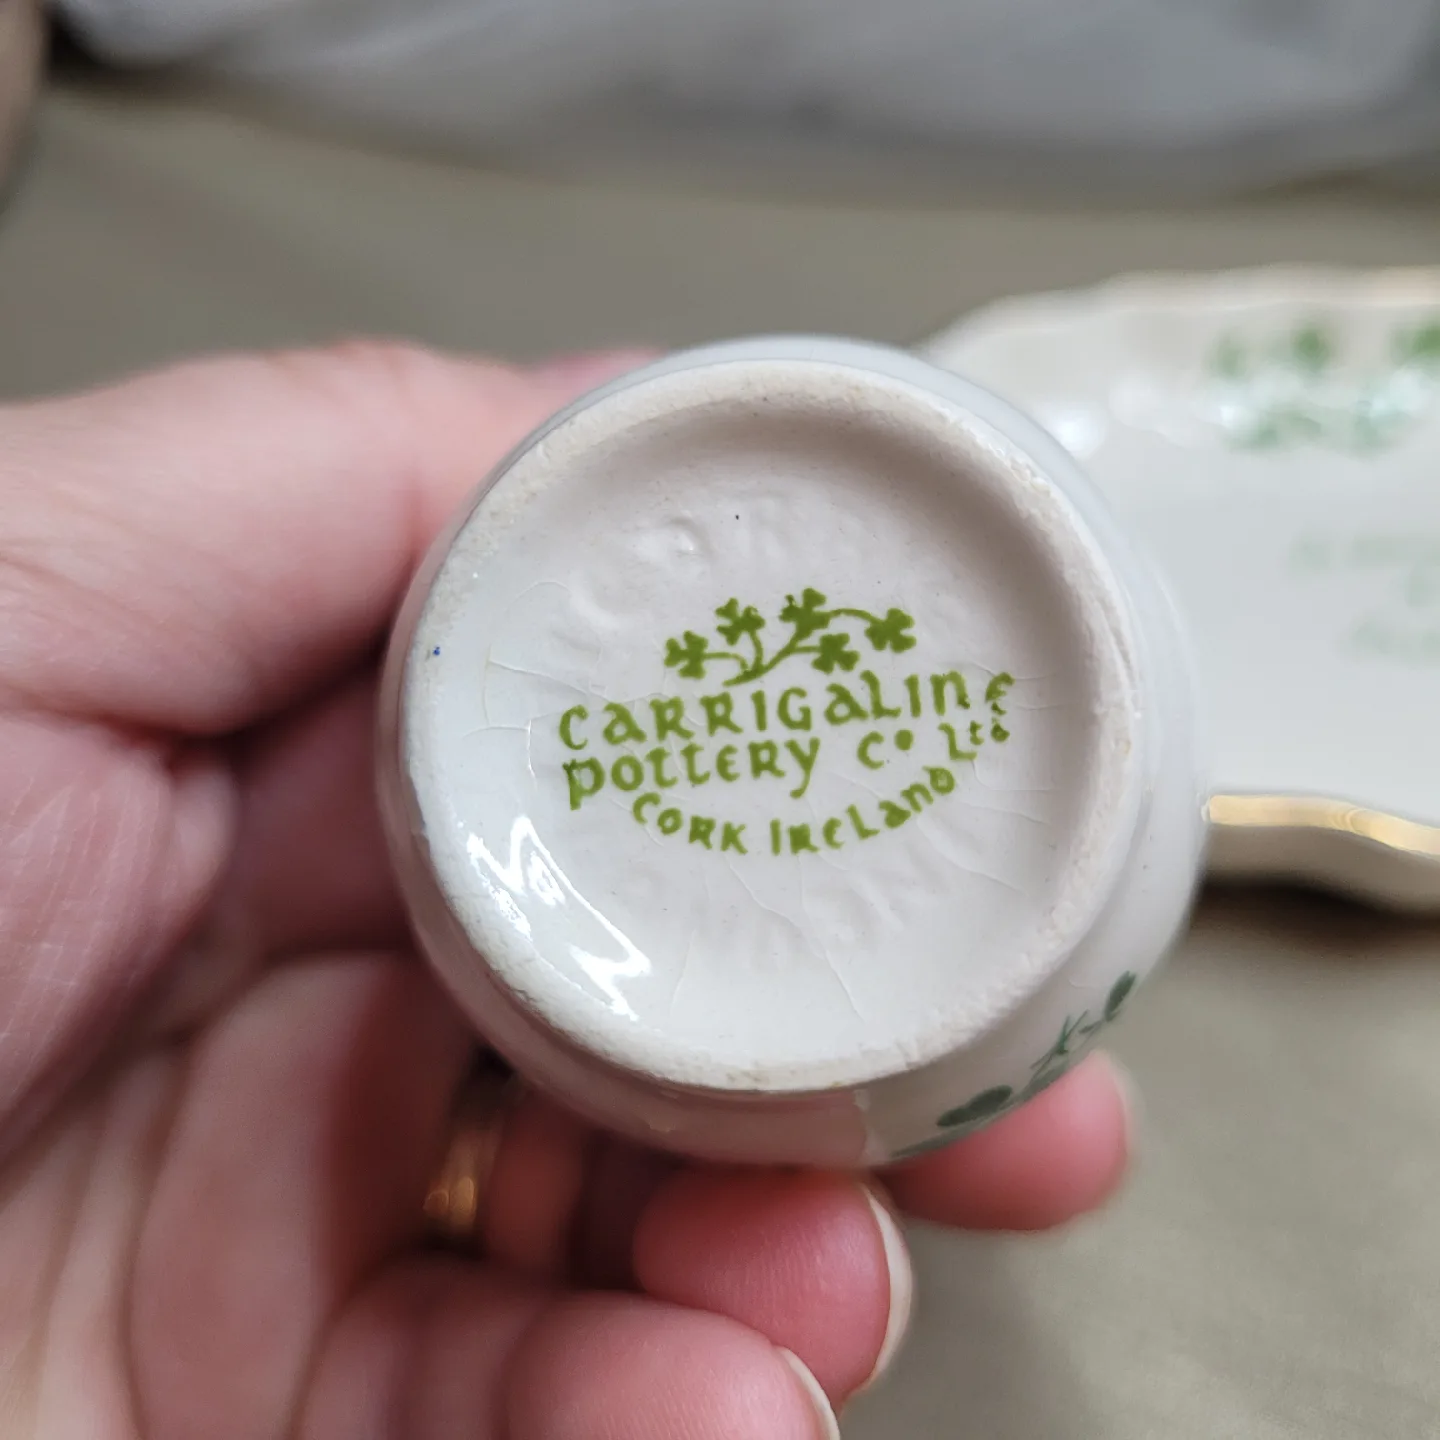 CARRIGALINE
POTTERY Co Ltd
CORK IRELAND